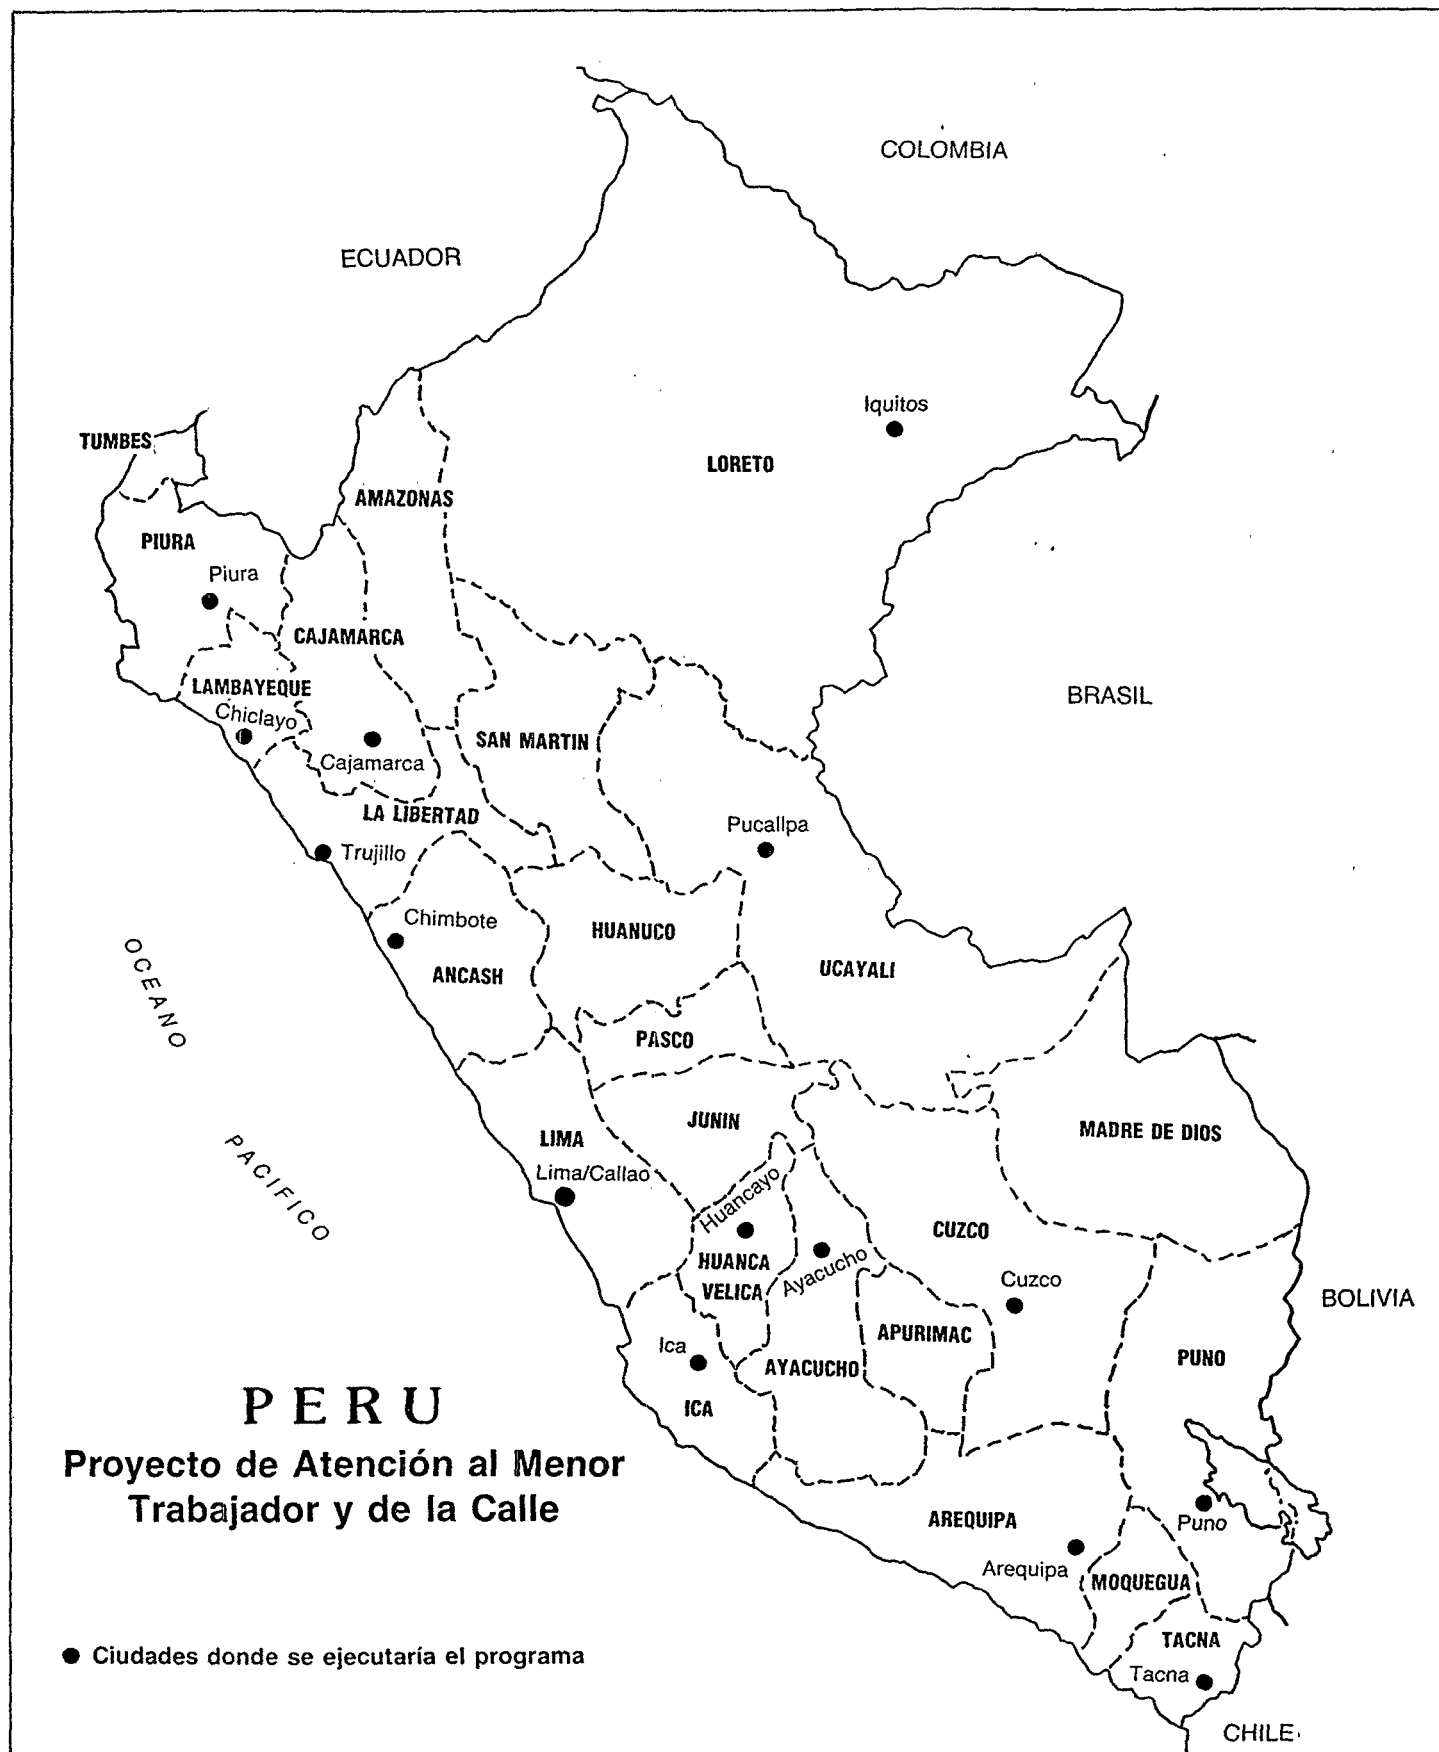 COLOMBIA
ECUADOR
Iquitos
TUMBES
LORETO
AMAZONAS
PIURA
Piura
CAJAMARCA
LAMBAYEQUE
BRASIL
Chiclayo
SAN MARTIN
Cajamarca
LA LIBERTAD
Pucallpa
Trujillo
Chimbote
HUANUCO
ANCASH
UCAYALI
OCEANO
PACIFICO
PASCO
JUNIN
MADRE DE DIOS
LIMA
Lima/Callao
Huancayo
CUZCO
HUANCA
VELICA
Ayacucho
Cuzco
BOLIVIA
APURIMAC
Ica
AYACUCHO
PUNO
ICA
PERU
Proyecto de Atención al Menor
Trabajador y de la Calle
AREQUIPA
Puno
Arequipa
MOQUEGUA
TACNA
Tacna
● Ciudades donde se ejecutaría el programa
CHILE